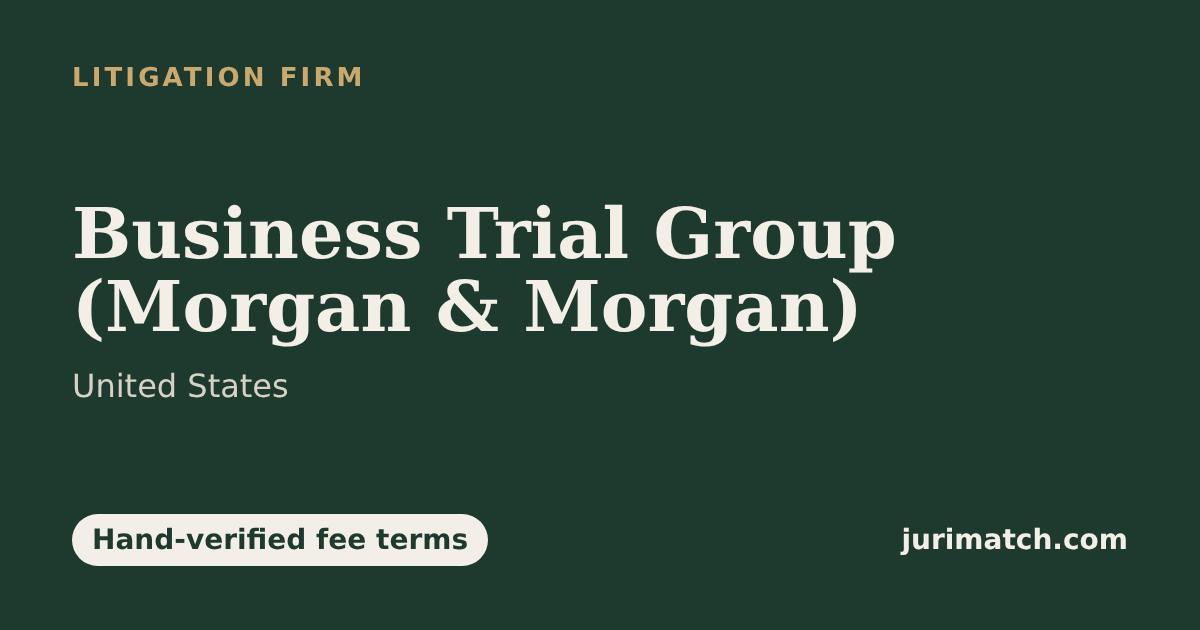 LITIGATION FIRM
Business Trial Group
(Morgan & Morgan)
United States
Hand-verified fee terms
jurimatch.com